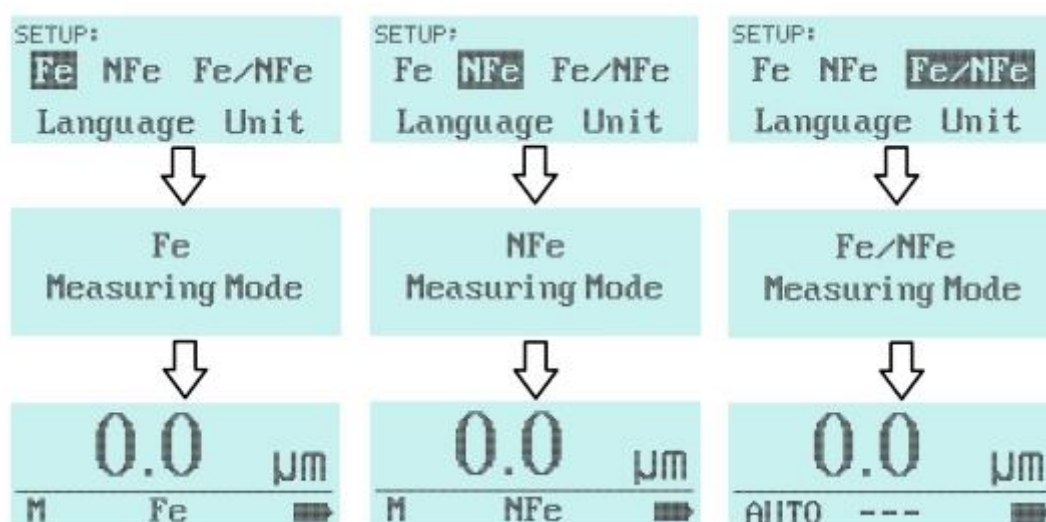 SETUP:
Fe NFe Fe/NFe
Language Unit
Fe
Measuring Mode
0.0 µm
M Fe
SETUP:
Fe NFe Fe/NFe
Language Unit
NFe
Measuring Mode
0.0 µm
M NFe
SETUP:
Fe NFe Fe/NFe
Language Unit
Fe/NFe
Measuring Mode
0.0 µm
AUTO ---